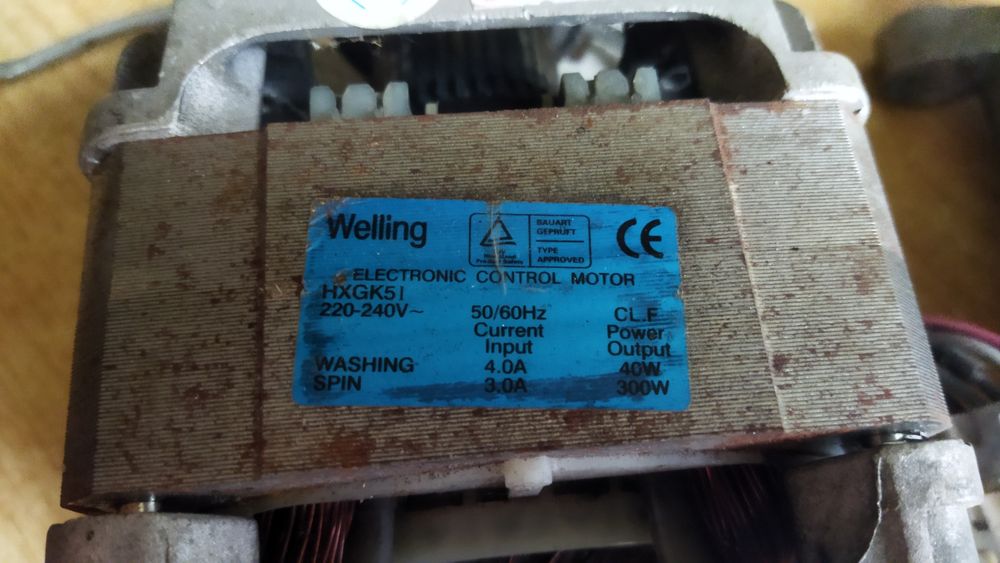 Welling
BAUART
GEPRÜFT
TYPE
APPROVED
CE
ELECTRONIC CONTROL MOTOR
HXGK51
220-240V~ 50/60Hz CL.F
Current Power
Input Output
WASHING 4.0A 40W
SPIN 3.0A 300W